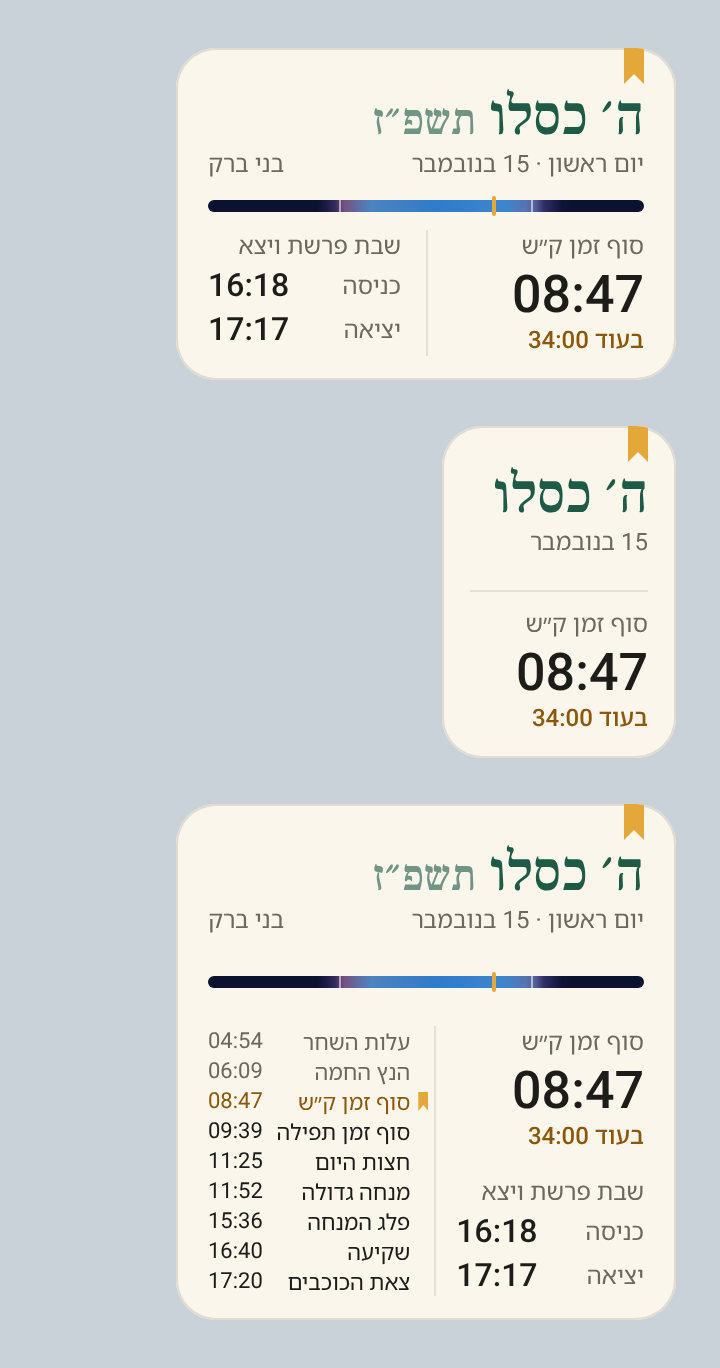 ה׳ כסלו תשפ״ז
יום ראשון · 15 בנובמבר
בני ברק
סוף זמן ק״ש
08:47
בעוד 34:00
שבת פרשת ויצא
כניסה 16:18
יציאה 17:17
ה׳ כסלו
15 בנובמבר
סוף זמן ק״ש
08:47
בעוד 34:00
ה׳ כסלו תשפ״ז
יום ראשון · 15 בנובמבר
בני ברק
סוף זמן ק״ש
08:47
בעוד 34:00
שבת פרשת ויצא
כניסה 16:18
יציאה 17:17
עלות השחר 04:54
הנץ החמה 06:09
סוף זמן ק״ש 08:47
סוף זמן תפילה 09:39
חצות היום 11:25
מנחה גדולה 11:52
פלג המנחה 15:36
שקיעה 16:40
צאת הכוכבים 17:20